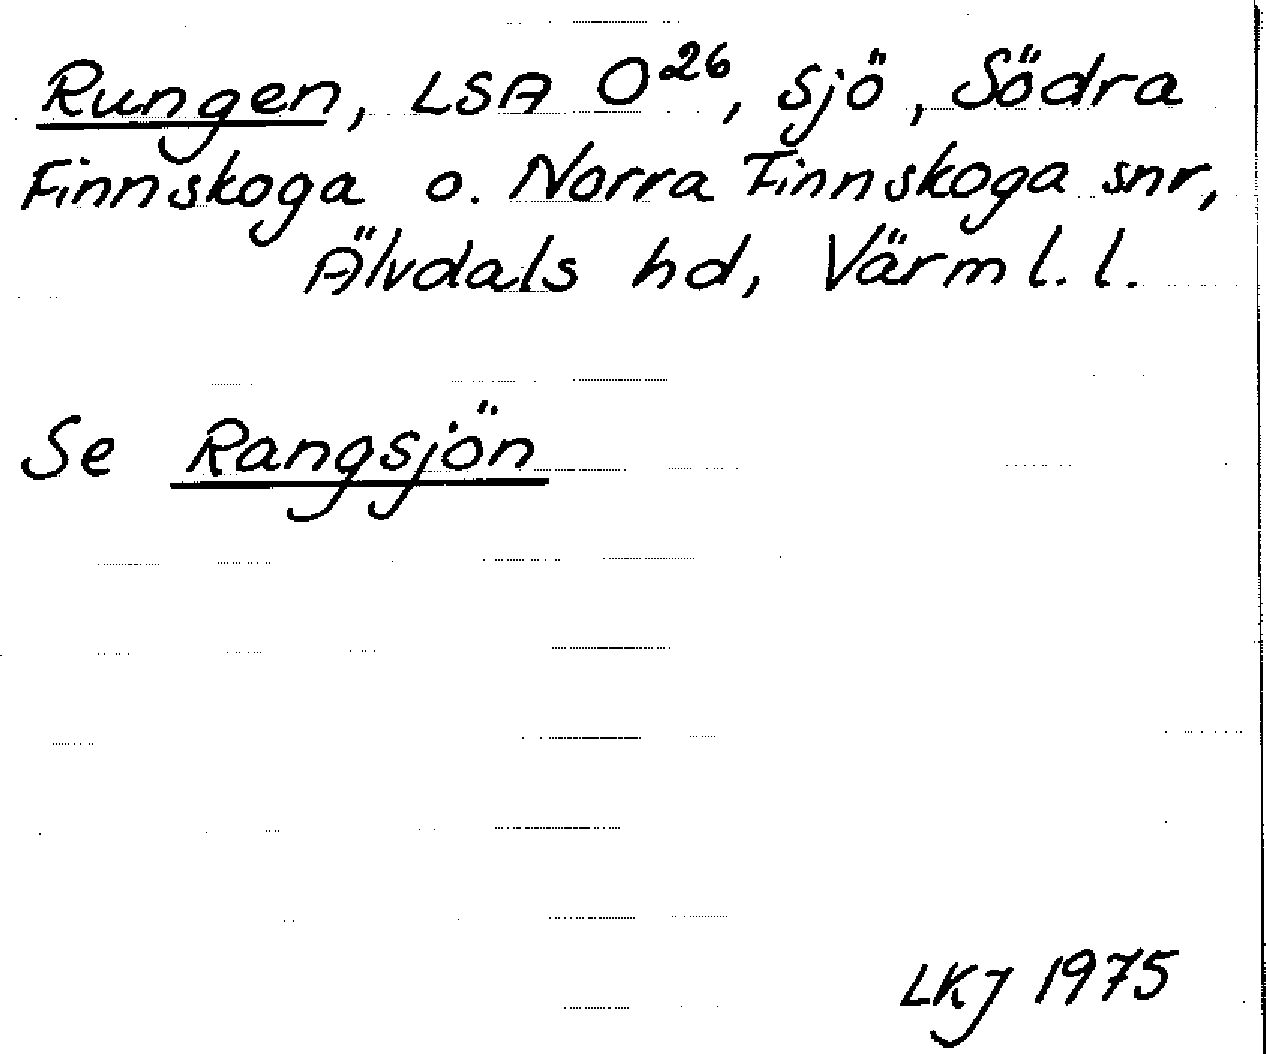 Rungen, LSA O²⁶, sjö, Södra
Finnskoga o. Norra Finnskoga snr,
Älvdals hd, Värml. l.
Se Rangsjön
LKJ 1975